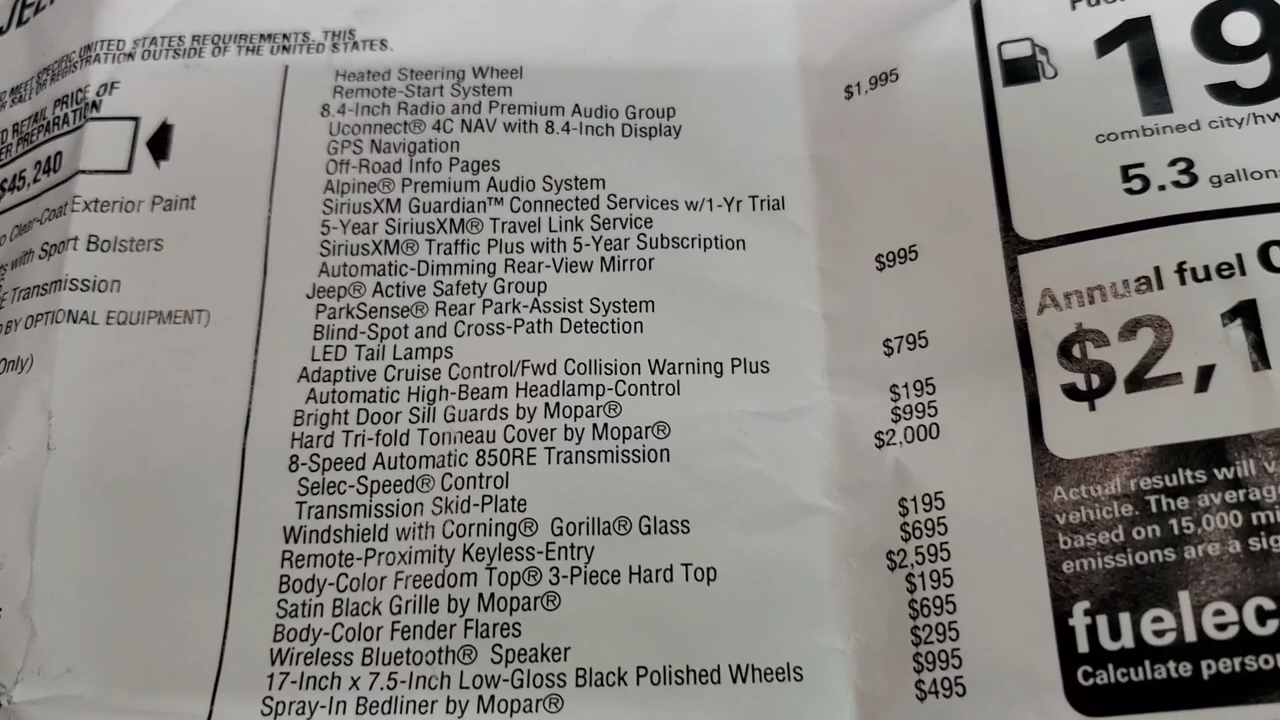 MEET SPECIFIC UNITED STATES REQUIREMENTS. THIS
SALE OR REGISTRATION OUTSIDE OF THE UNITED STATES.
RETAIL PRICE OF
PREPARATION
$45,240
Clear-Coat Exterior Paint
with Sport Bolsters
Transmission
BY OPTIONAL EQUIPMENT)
Only)
Heated Steering Wheel
Remote-Start System
8.4-Inch Radio and Premium Audio Group $1,995
Uconnect® 4C NAV with 8.4-Inch Display
GPS Navigation
Off-Road Info Pages
Alpine® Premium Audio System
SiriusXM Guardian™ Connected Services w/1-Yr Trial
5-Year SiriusXM® Travel Link Service
SiriusXM® Traffic Plus with 5-Year Subscription
Automatic-Dimming Rear-View Mirror
Jeep® Active Safety Group $995
ParkSense® Rear Park-Assist System
Blind-Spot and Cross-Path Detection
LED Tail Lamps
Adaptive Cruise Control/Fwd Collision Warning Plus $795
Automatic High-Beam Headlamp-Control
Bright Door Sill Guards by Mopar® $195
Hard Tri-fold Tonneau Cover by Mopar® $995
8-Speed Automatic 850RE Transmission $2,000
Selec-Speed® Control
Transmission Skid-Plate
Windshield with Corning® Gorilla® Glass $195
Remote-Proximity Keyless-Entry $695
Body-Color Freedom Top® 3-Piece Hard Top $2,595
Satin Black Grille by Mopar® $195
Body-Color Fender Flares $695
Wireless Bluetooth® Speaker $295
17-Inch x 7.5-Inch Low-Gloss Black Polished Wheels $995
Spray-In Bedliner by Mopar® $495
19
combined city/hw
5.3 gallons
Annual fuel
$2,1
Actual results will
vehicle. The average
based on 15,000
emissions are a
fuelec
Calculate perso